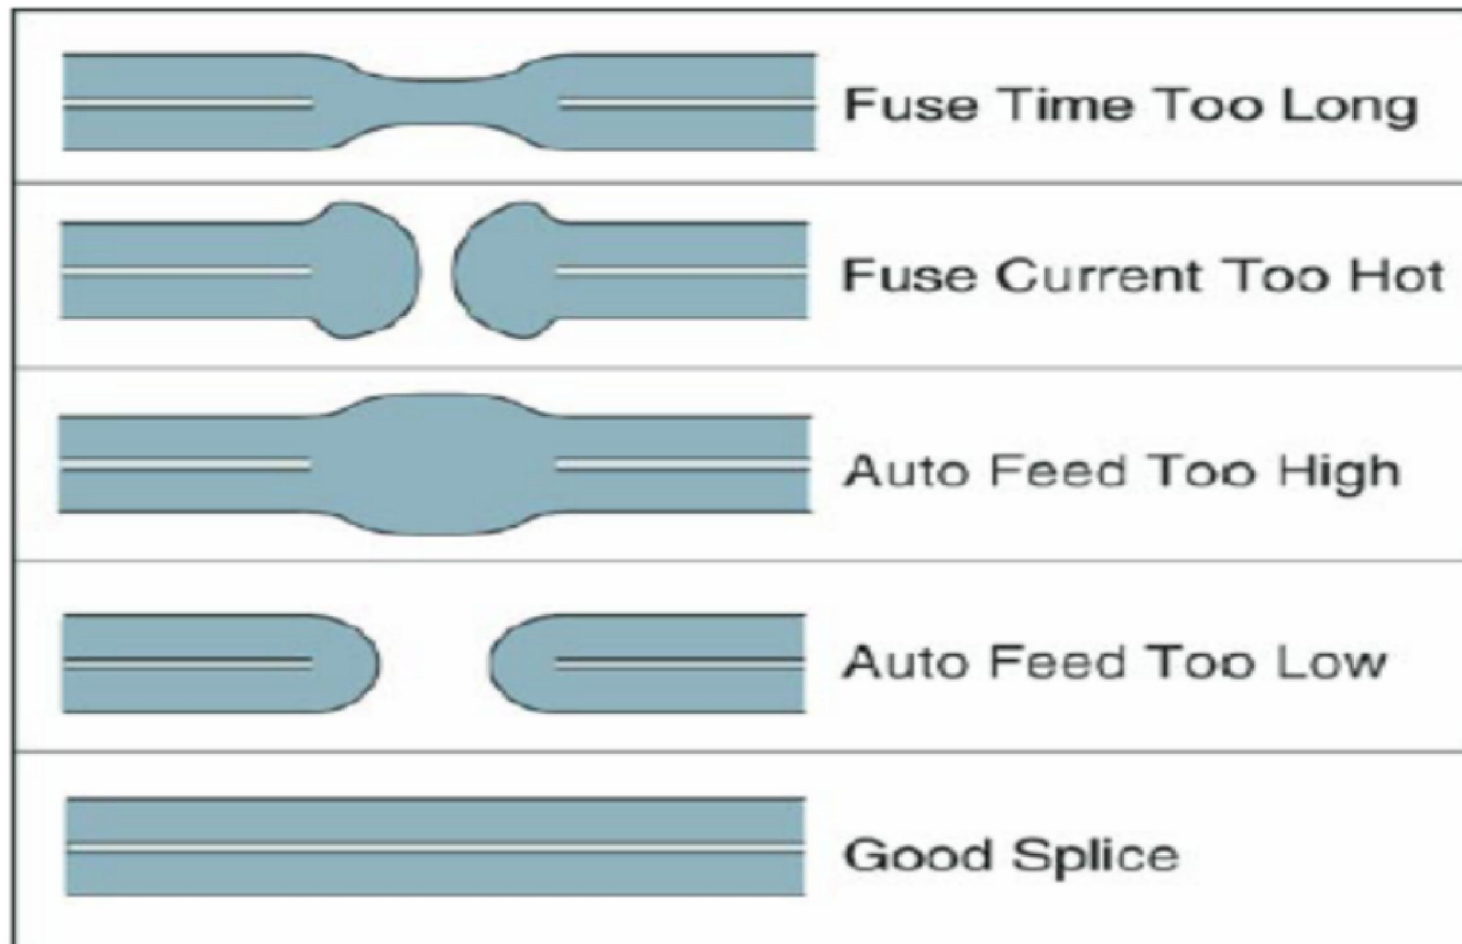 Fuse Time Too Long
Fuse Current Too Hot
Auto Feed Too High
Auto Feed Too Low
Good Splice